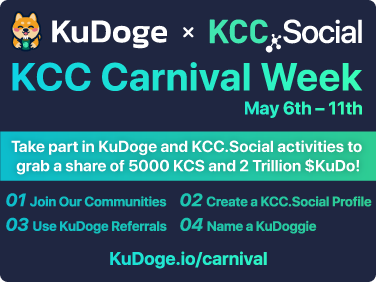 KuDoge × KCC.Social
KCC Carnival Week
May 6th – 11th
Take part in KuDoge and KCC.Social activities to
grab a share of 5000 KCS and 2 Trillion $KuDo!
01 Join Our Communities 02 Create a KCC.Social Profile
03 Use KuDoge Referrals 04 Name a KuDoggie
KuDoge.io/carnival